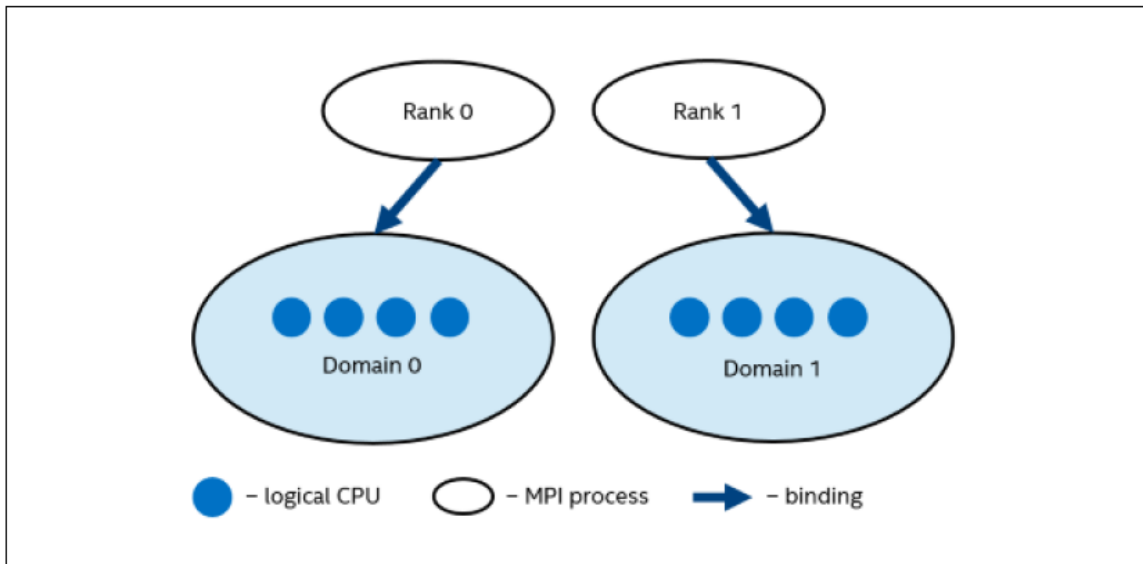 Rank 0
Rank 1
Domain 0
Domain 1
– logical CPU
– MPI process
– binding